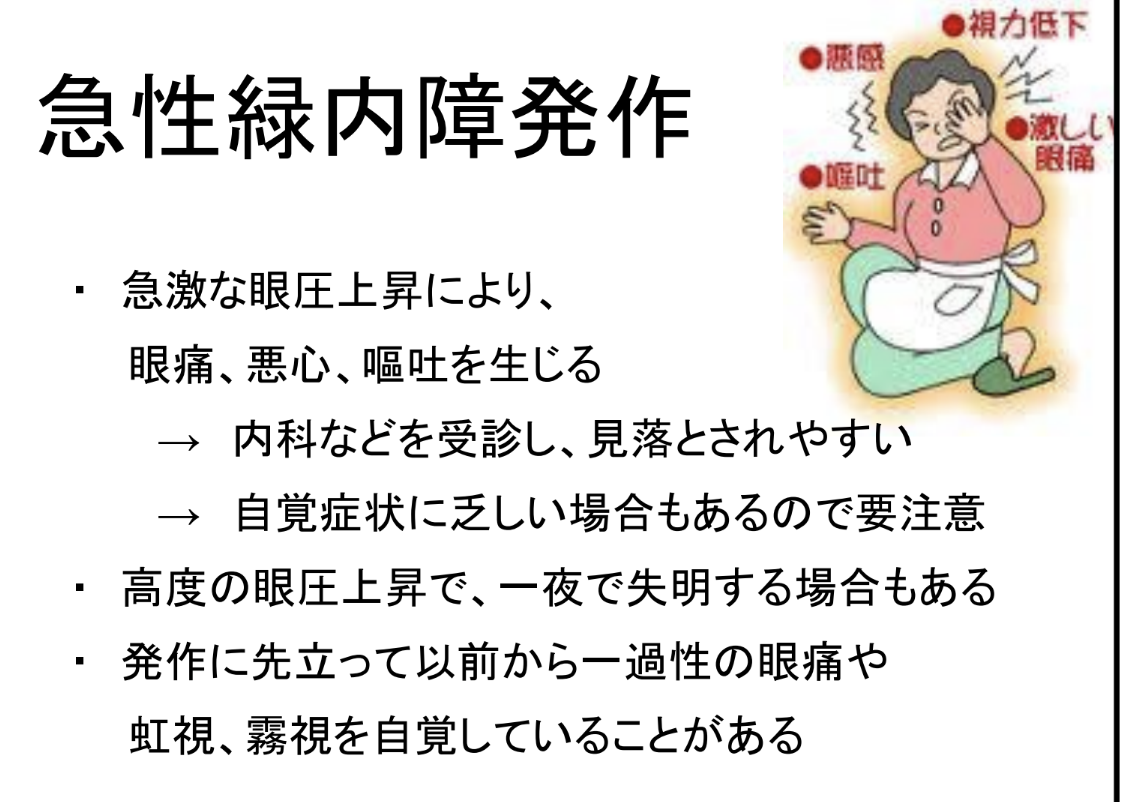 急性緑内障発作
●視力低下
●悪感
●激しい
眼痛
●嘔吐
・ 急激な眼圧上昇により、
眼痛、悪心、嘔吐を生じる
→ 内科などを受診し、見落とされやすい
→ 自覚症状に乏しい場合もあるので要注意
・ 高度の眼圧上昇で、一夜で失明する場合もある
・ 発作に先立って以前から一過性の眼痛や
虹視、霧視を自覚していることがある